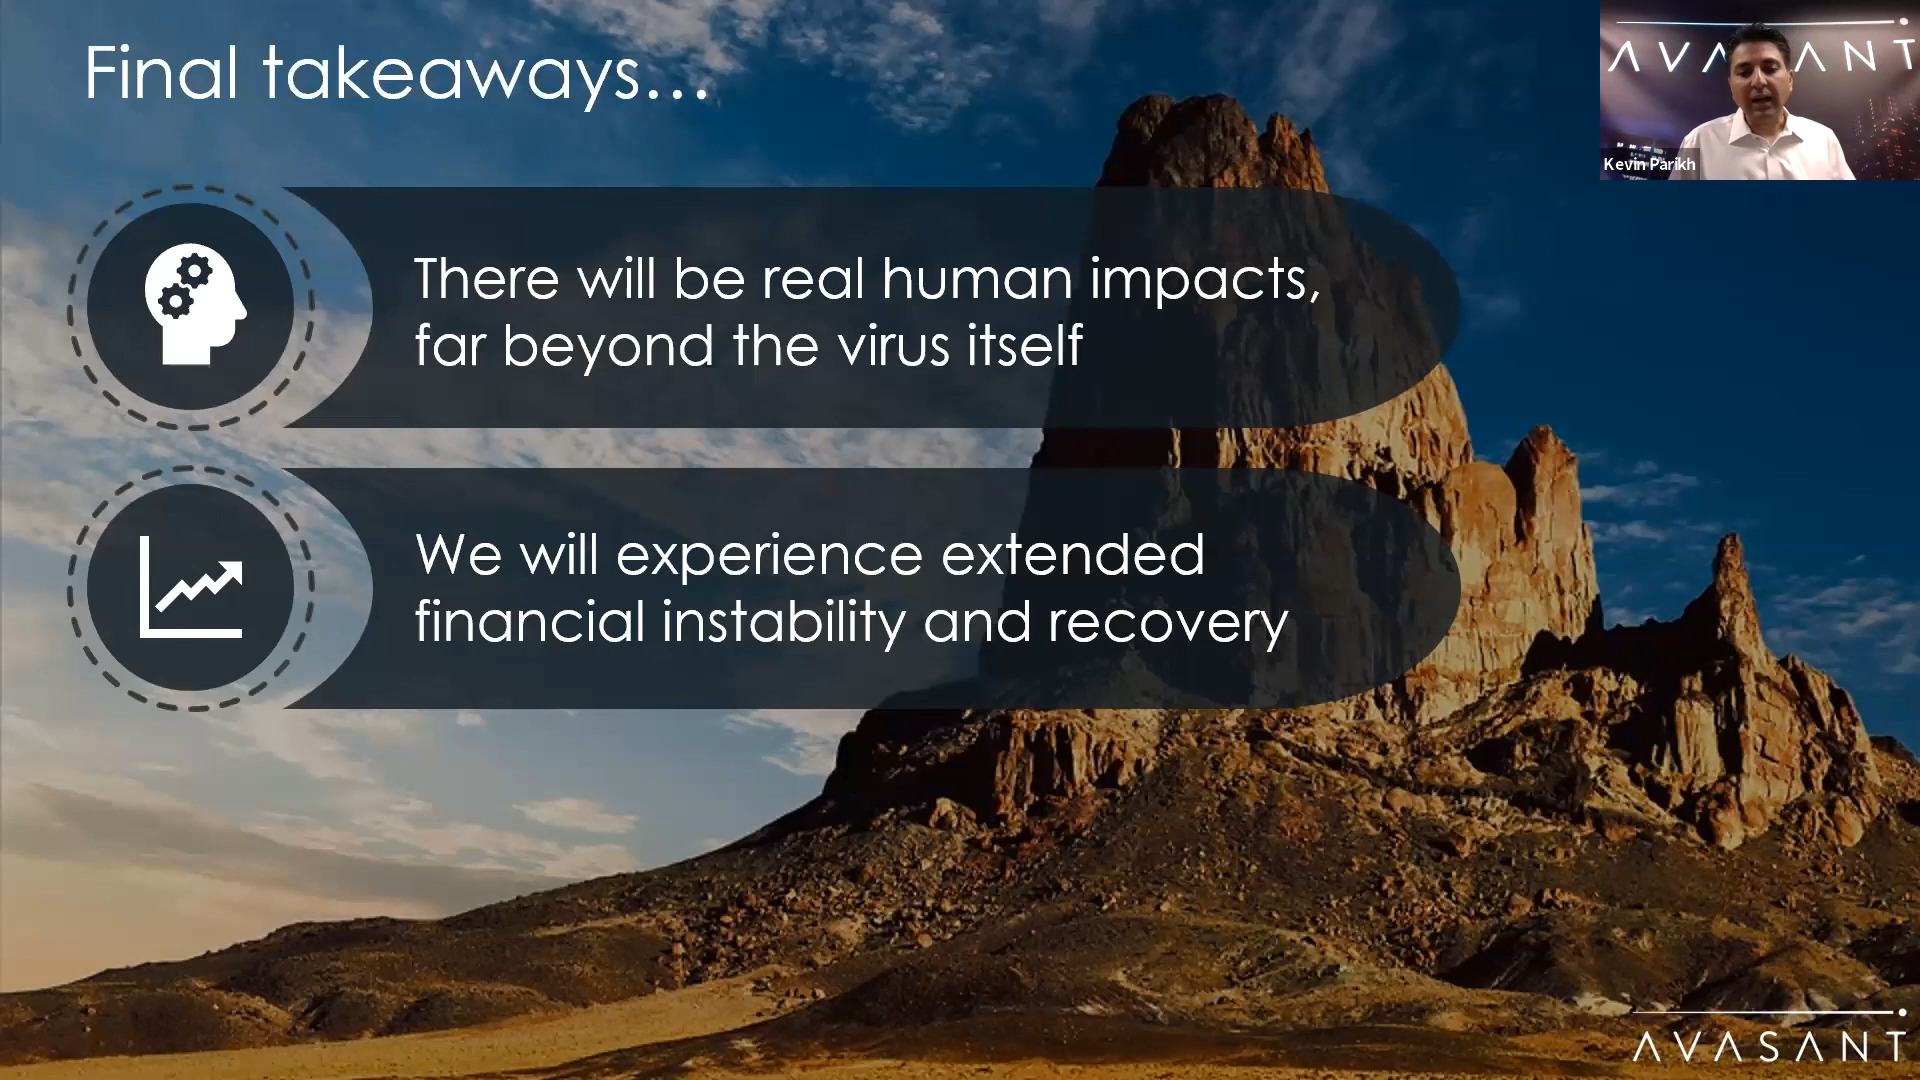 Final takeaways...
AVASANT
Kevin Parikh
There will be real human impacts,
far beyond the virus itself
We will experience extended
financial instability and recovery
AVASANT